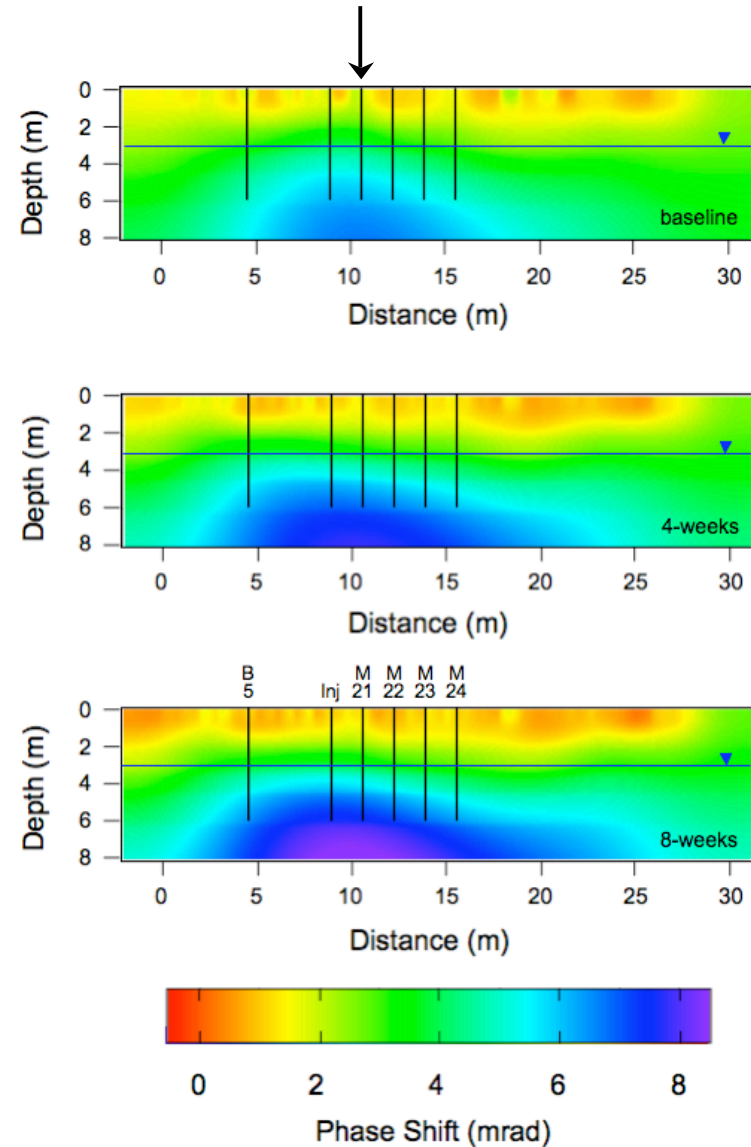 0
2
4
6
8
Depth (m)
baseline
0 5 10 15 20 25 30
Distance (m)
0
2
4
6
8
Depth (m)
4-weeks
0 5 10 15 20 25 30
Distance (m)
B M M M M
5 Inj 21 22 23 24
0
2
4
6
8
Depth (m)
8-weeks
0 5 10 15 20 25 30
Distance (m)
0 2 4 6 8
Phase Shift (mrad)